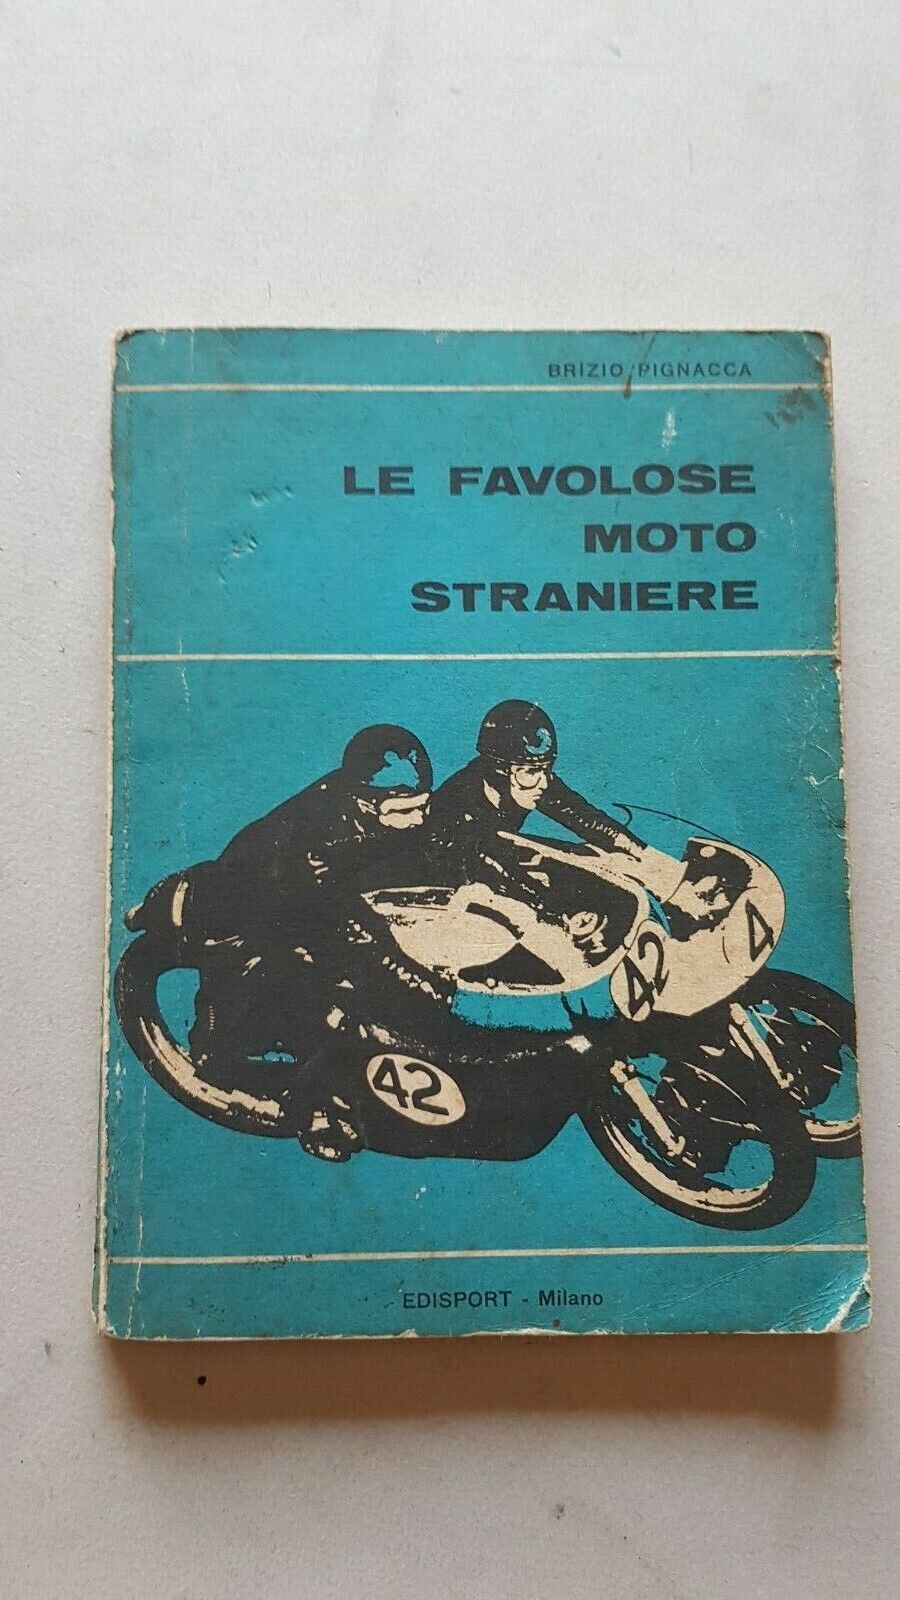 BRIZIO PIGNACCA
LE FAVOLOSE
MOTO
STRANIERE
42
4
42
EDISPORT - Milano